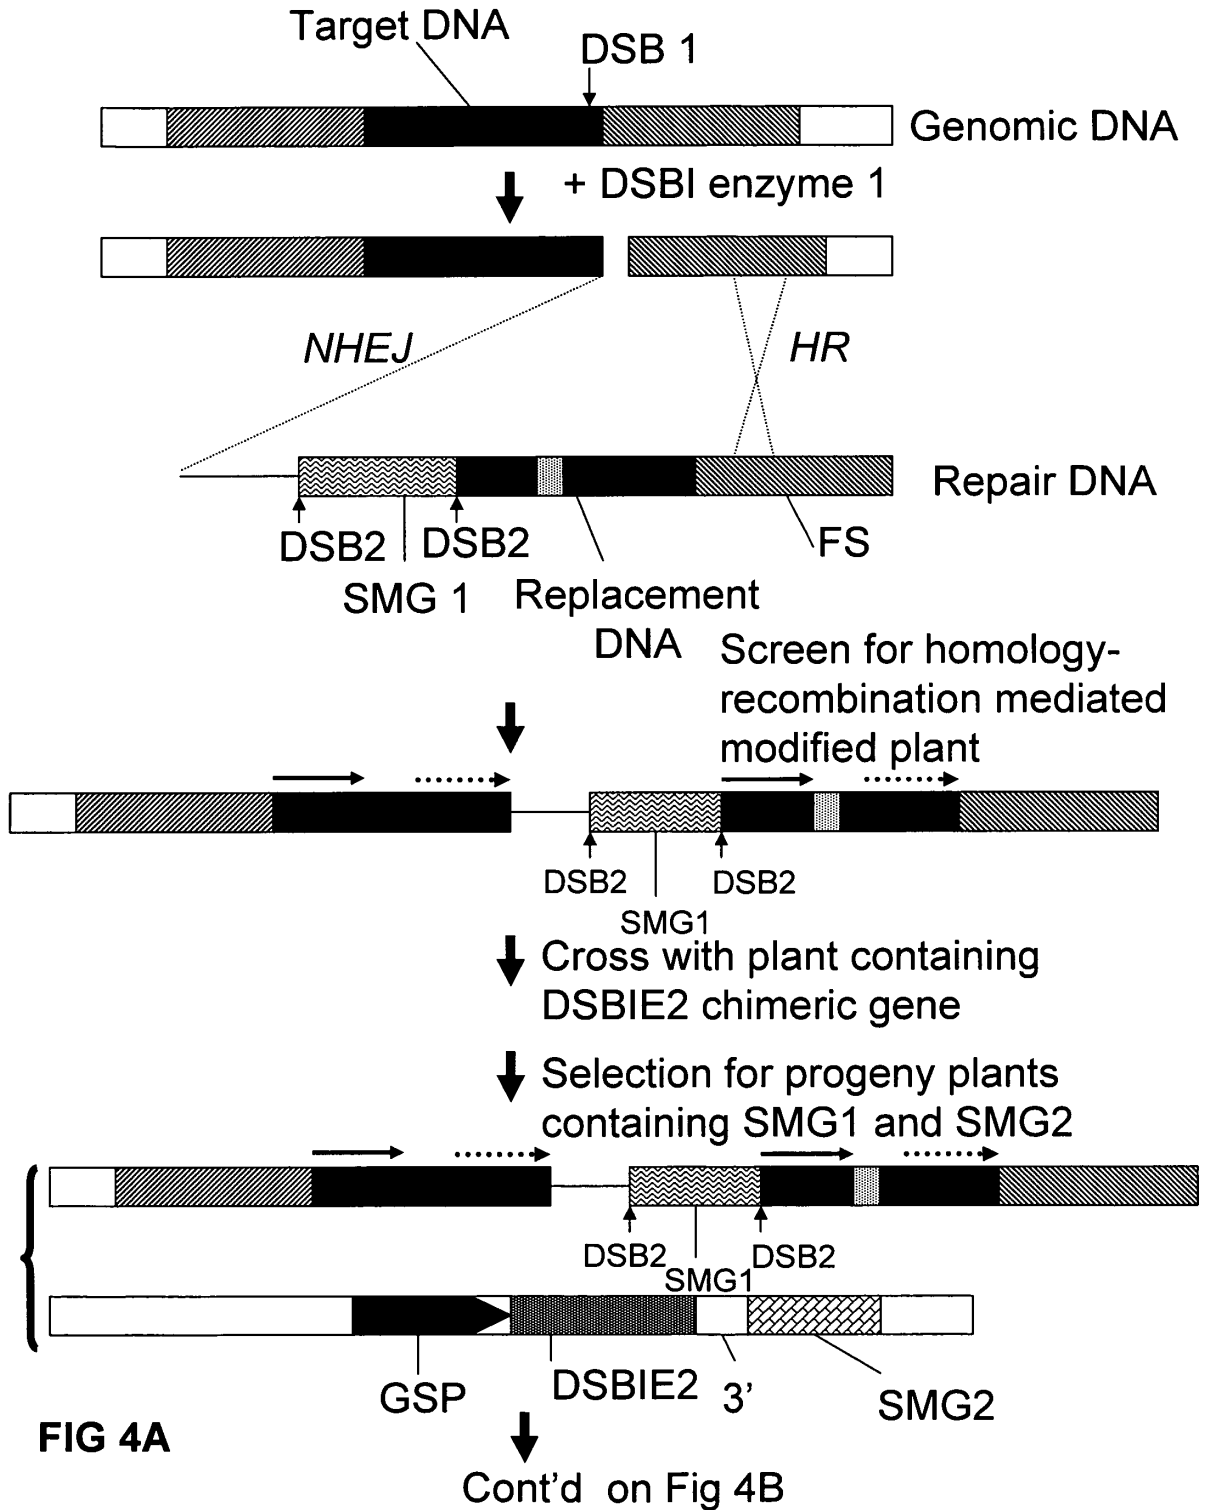 Target DNA
DSB 1
Genomic DNA
+ DSBI enzyme 1
NHEJ
HR
Repair DNA
DSB2
DSB2
FS
SMG 1
Replacement
DNA
Screen for homology-
recombination mediated
modified plant
DSB2
DSB2
SMG1
Cross with plant containing
DSBIE2 chimeric gene
Selection for progeny plants
containing SMG1 and SMG2
DSB2
DSB2
SMG1
GSP
DSBIE2
3'
SMG2
FIG 4A
Cont'd on Fig 4B